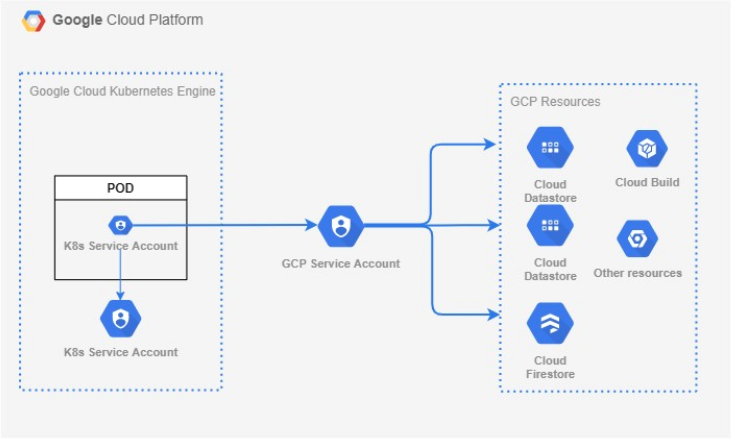 Google Cloud Platform
Google Cloud Kubernetes Engine
POD
K8s Service Account
K8s Service Account
GCP Service Account
GCP Resources
Cloud
Datastore
Cloud Build
Cloud
Datastore
Other resources
Cloud
Firestore